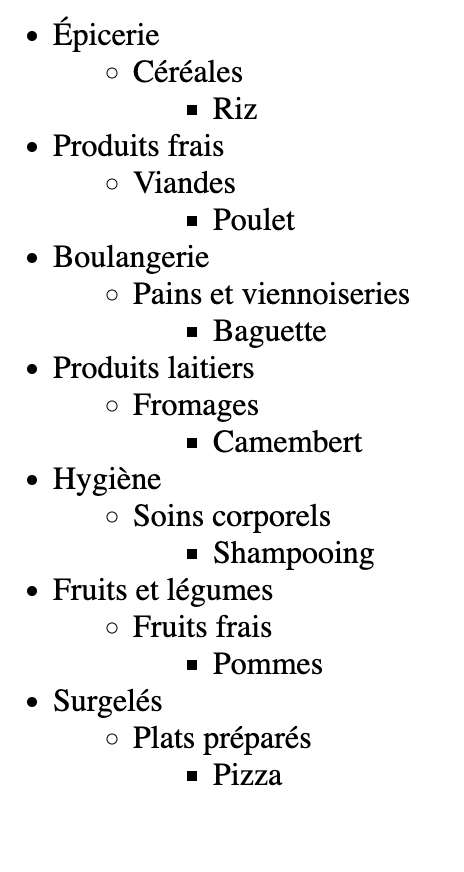 Épicerie
Céréales
Riz
Produits frais
Viandes
Poulet
Boulangerie
Pains et viennoiseries
Baguette
Produits laitiers
Fromages
Camembert
Hygiène
Soins corporels
Shampooing
Fruits et légumes
Fruits frais
Pommes
Surgelés
Plats préparés
Pizza